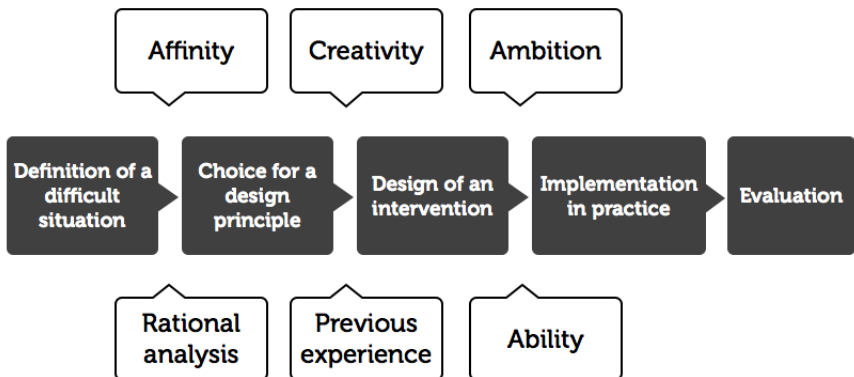 Affinity
Creativity
Ambition
Definition of a
difficult
situation
Choice for a
design
principle
Design of an
intervention
Implementation
in practice
Evaluation
Rational
analysis
Previous
experience
Ability